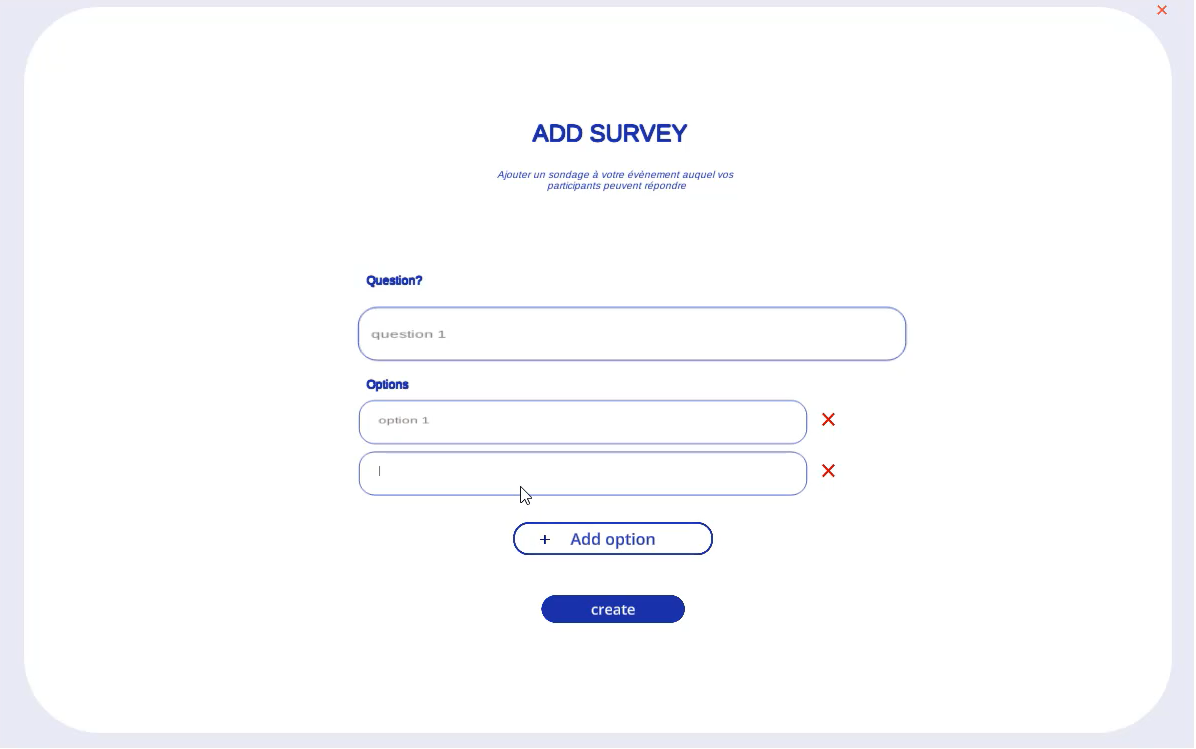 ADD SURVEY
Ajouter un sondage à votre évènement auquel vos
participants peuvent répondre
Question?
question 1
Options
option 1
+ Add option
create